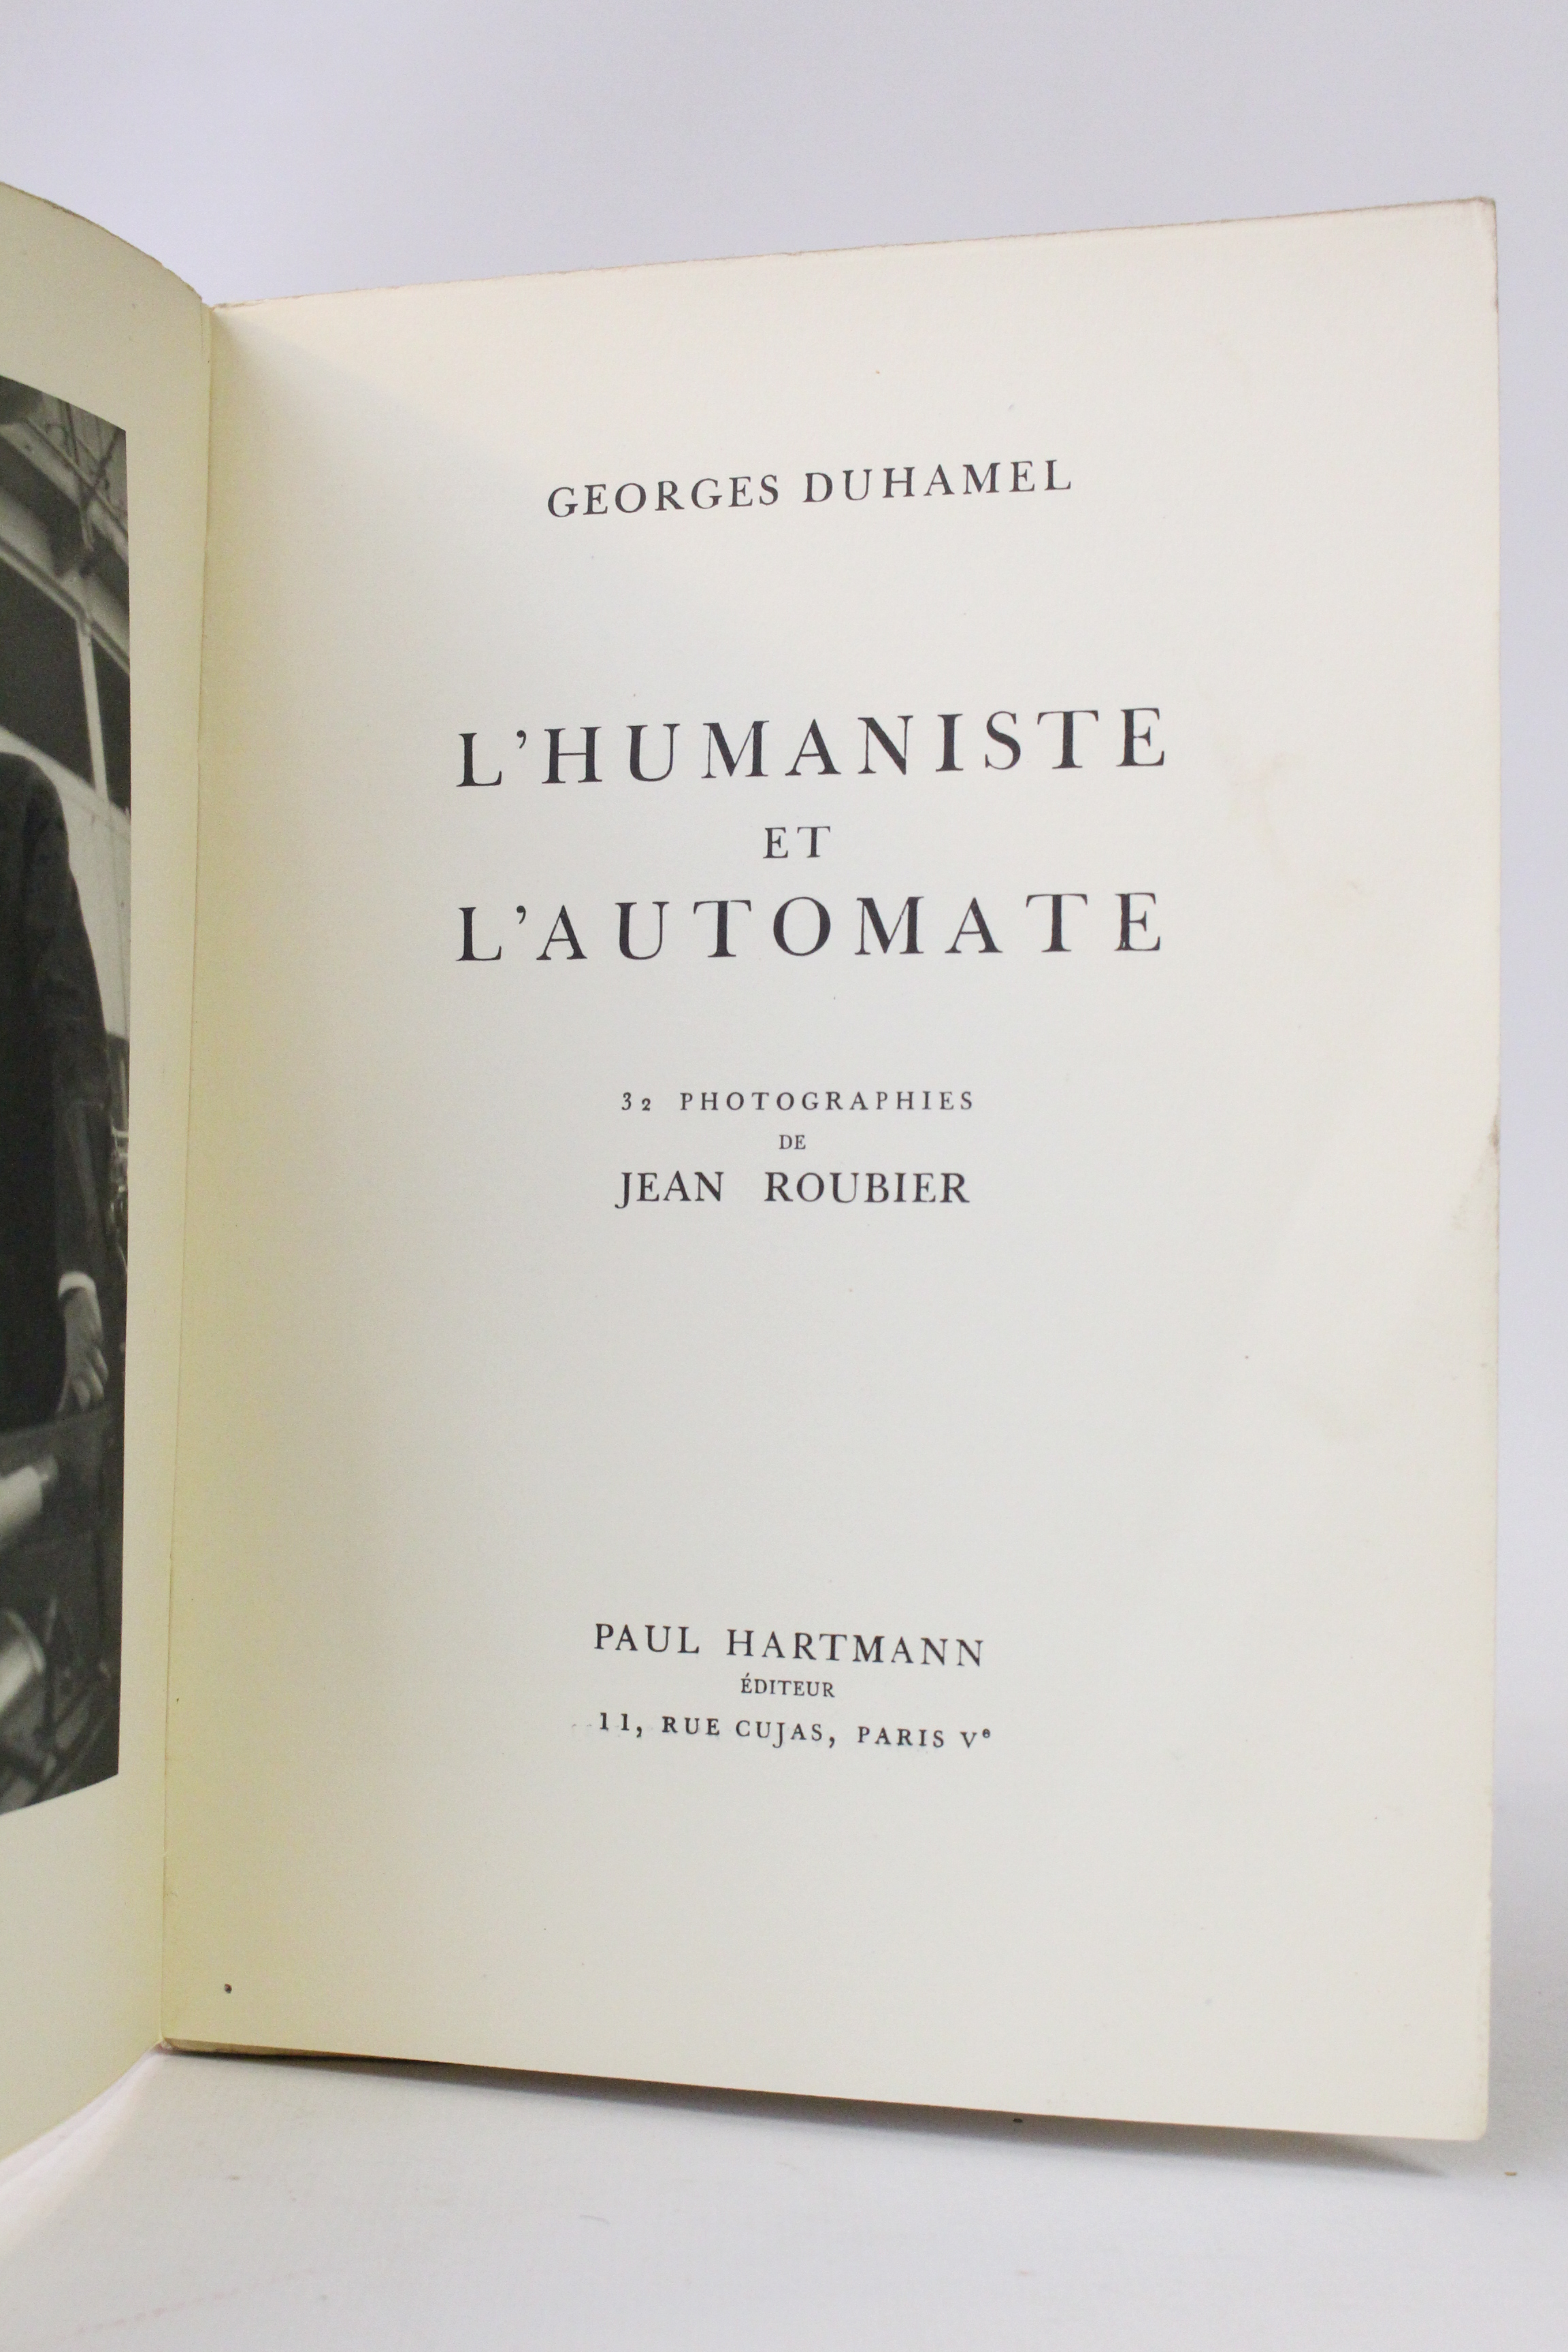 GEORGES DUHAMEL
L'HUMANISTE
ET
L'AUTOMATE
32 PHOTOGRAPHIES
DE
JEAN ROUBIER
PAUL HARTMANN
ÉDITEUR
11, RUE CUJAS, PARIS Vᵉ